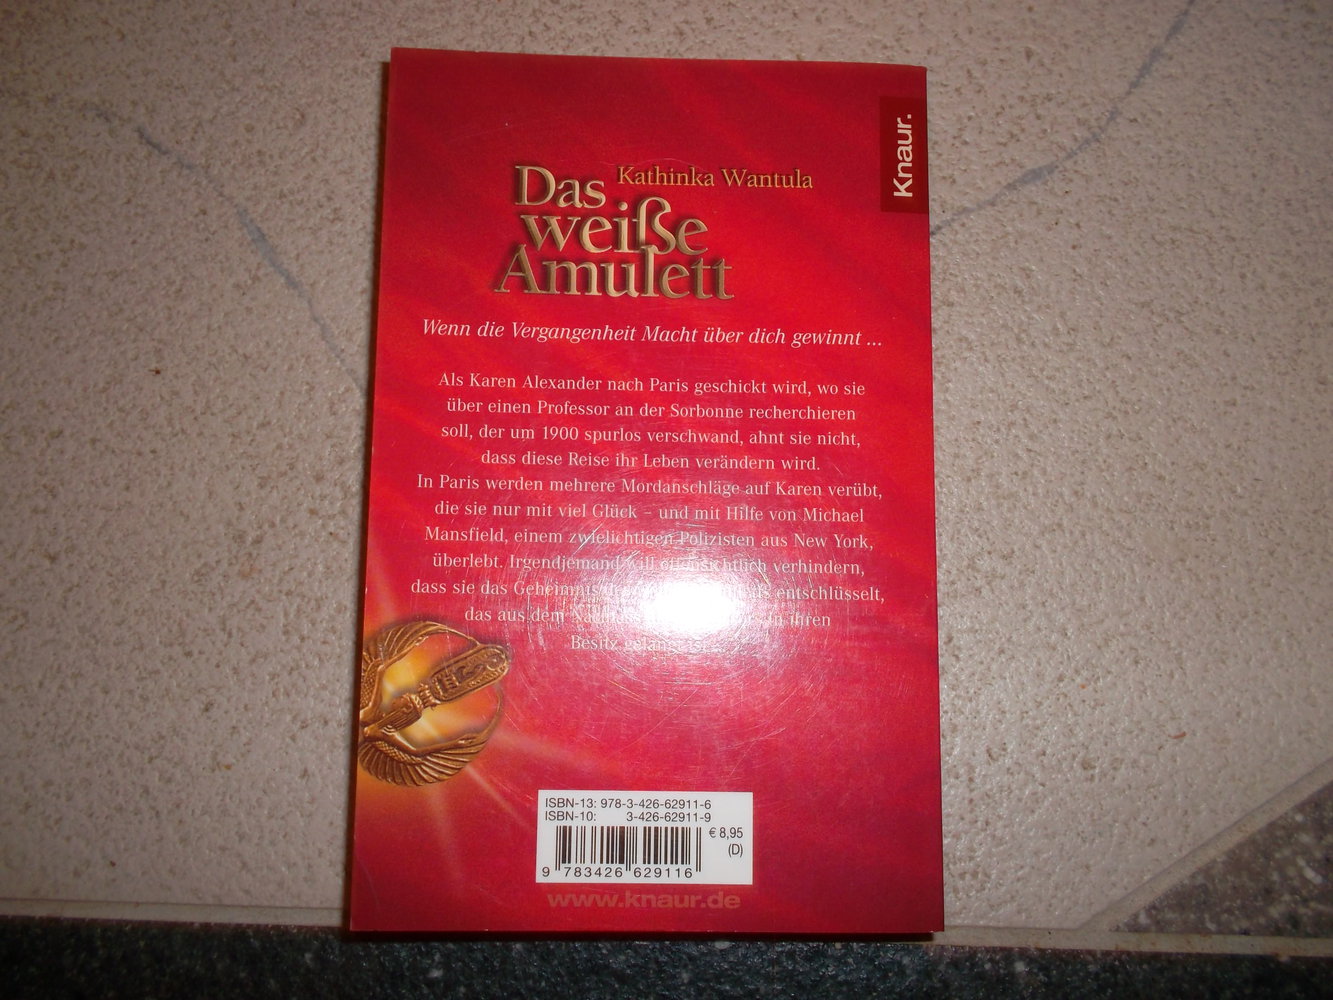 Knaur.
Kathinka Wantula
Das
weiße
Amulett
Wenn die Vergangenheit Macht über dich gewinnt ...
Als Karen Alexander nach Paris geschickt wird, wo sie
über einen Professor an der Sorbonne recherchieren
soll, der um 1900 spurlos verschwand, ahnt sie nicht,
dass diese Reise ihr Leben verändern wird.
In Paris werden mehrere Mordanschläge auf Karen verübt,
die sie nur mit viel Glück – und mit Hilfe von Michael
Mansfield, einem zwielichtigen Polizisten aus New York,
überlebt. Irgendjemand will offensichtlich verhindern,
dass sie das Geheimnis entschlüsselt,
das aus dem in ihren
Besitz
ISBN-13: 978-3-426-62911-6
ISBN-10: 3-426-62911-9
€ 8,95
(D)
9 783426 629116
www.knaur.de